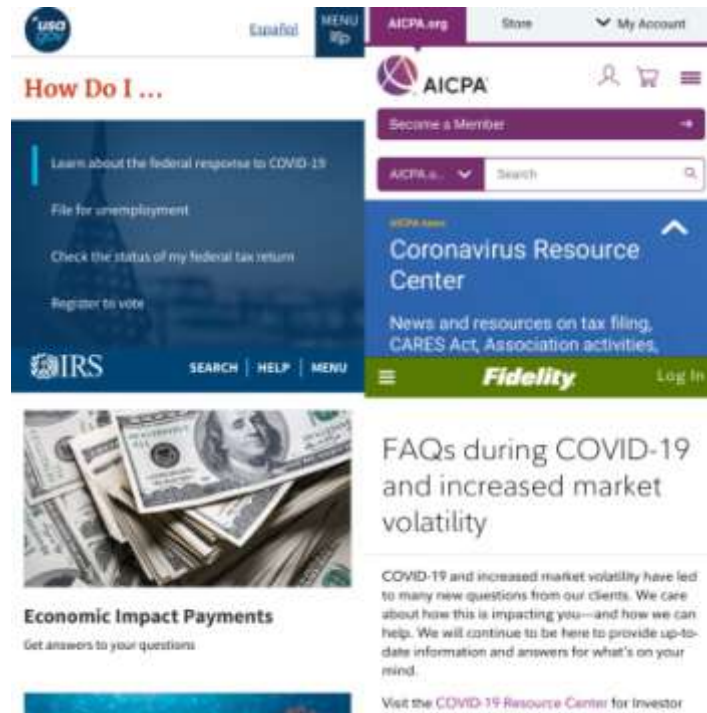 usa
gov
Español
MENU
How Do I ...
Learn about the federal response to COVID-19
File for unemployment
Check the status of my federal tax return
Register to vote
IRS
SEARCH | HELP | MENU
Economic Impact Payments
Get answers to your questions
AICPA.org
Store
My Account
AICPA
Become a Member
AICPA.o...
Search
AICPA News
Coronavirus Resource
Center
News and resources on tax filing,
CARES Act, Association activities,
Fidelity
Log In
FAQs during COVID-19
and increased market
volatility
COVID-19 and increased market volatility have led
to many new questions from our clients. We care
about how this is impacting you—and how we can
help. We will continue to be here to provide up-to-
date information and answers for what's on your
mind.
Visit the COVID-19 Resource Center for Investor